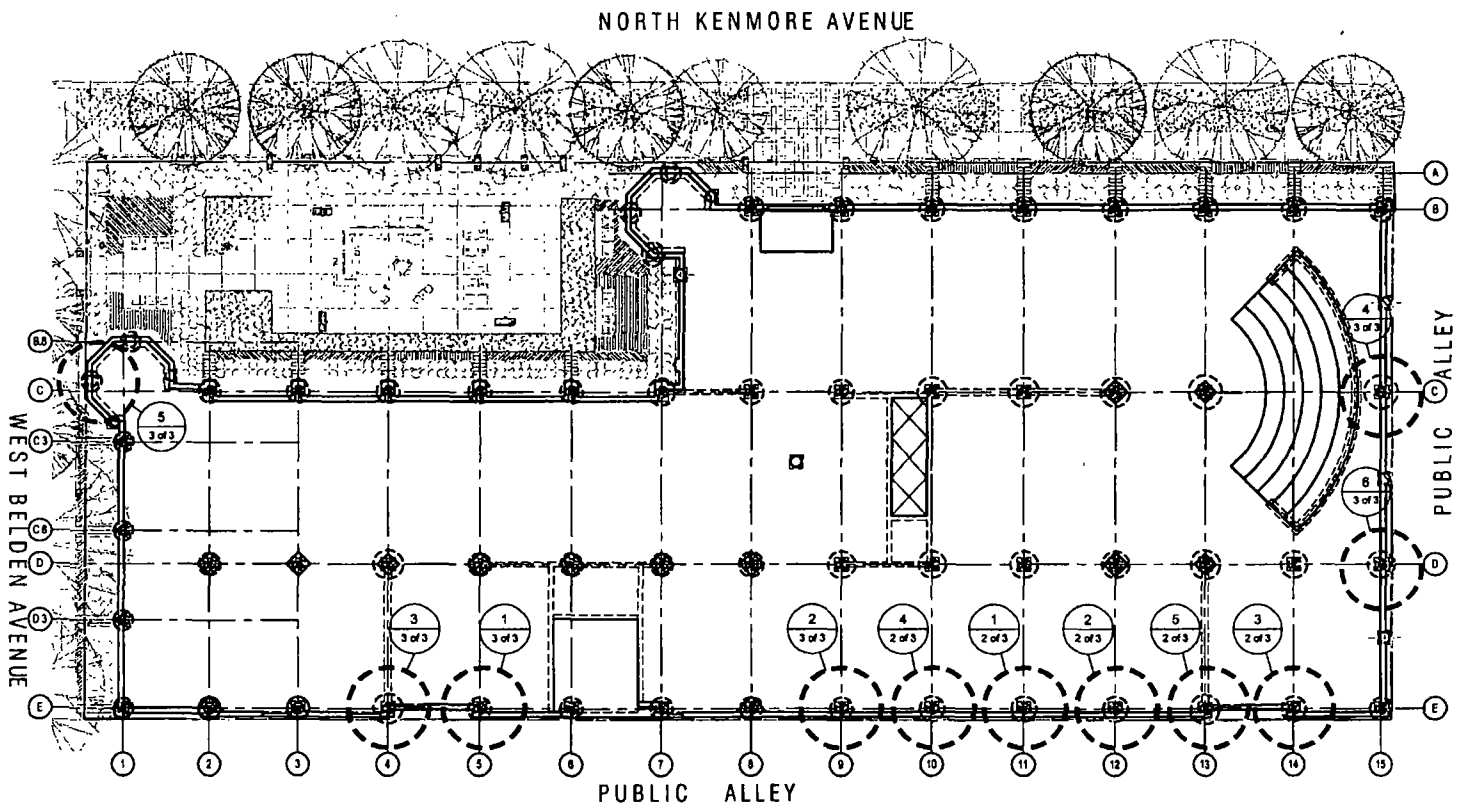 NORTH KENMORE AVENUE
A
B
4
3 of 3
B.8
C
C
5
3 of 3
C3
PUBLIC ALLEY
WEST BELDEN AVENUE
6
3 of 3
C8
D
D
D3
3
3 of 3
1
3 of 3
2
3 of 3
4
2 of 3
1
2 of 3
2
2 of 3
5
2 of 3
3
2 of 3
E
E
1 2 3 4 5 6 7 8 9 10 11 12 13 14 15
PUBLIC ALLEY